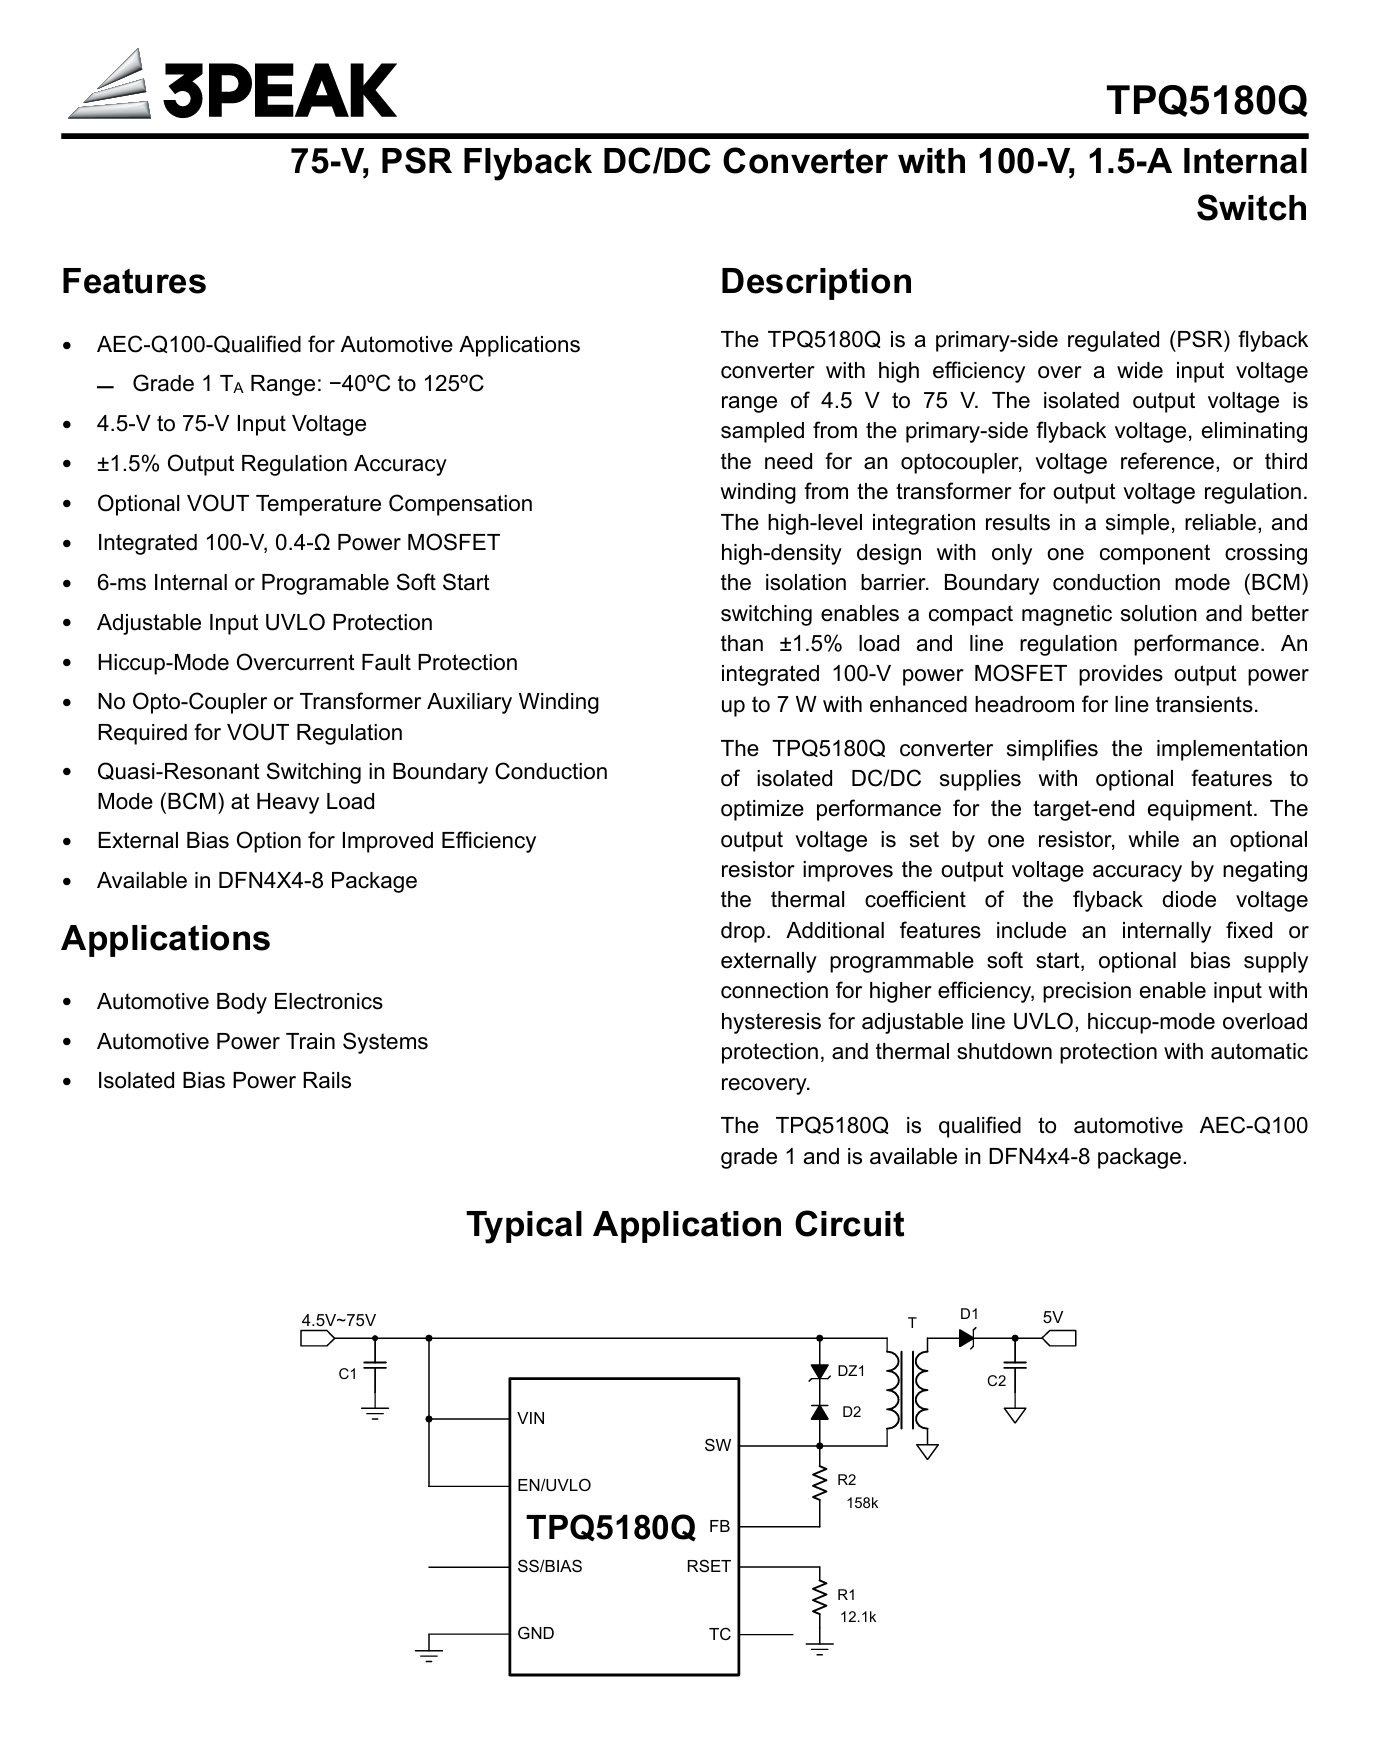 3PEAK
TPQ5180Q
75-V, PSR Flyback DC/DC Converter with 100-V, 1.5-A Internal
Switch
Features
• AEC-Q100-Qualified for Automotive Applications
– Grade 1 TA Range: −40ºC to 125ºC
• 4.5-V to 75-V Input Voltage
• ±1.5% Output Regulation Accuracy
• Optional VOUT Temperature Compensation
• Integrated 100-V, 0.4-Ω Power MOSFET
• 6-ms Internal or Programable Soft Start
• Adjustable Input UVLO Protection
• Hiccup-Mode Overcurrent Fault Protection
• No Opto-Coupler or Transformer Auxiliary Winding
Required for VOUT Regulation
• Quasi-Resonant Switching in Boundary Conduction
Mode (BCM) at Heavy Load
• External Bias Option for Improved Efficiency
• Available in DFN4X4-8 Package
Applications
• Automotive Body Electronics
• Automotive Power Train Systems
• Isolated Bias Power Rails
Description
The TPQ5180Q is a primary-side regulated (PSR) flyback
converter with high efficiency over a wide input voltage
range of 4.5 V to 75 V. The isolated output voltage is
sampled from the primary-side flyback voltage, eliminating
the need for an optocoupler, voltage reference, or third
winding from the transformer for output voltage regulation.
The high-level integration results in a simple, reliable, and
high-density design with only one component crossing
the isolation barrier. Boundary conduction mode (BCM)
switching enables a compact magnetic solution and better
than ±1.5% load and line regulation performance. An
integrated 100-V power MOSFET provides output power
up to 7 W with enhanced headroom for line transients.
The TPQ5180Q converter simplifies the implementation
of isolated DC/DC supplies with optional features to
optimize performance for the target-end equipment. The
output voltage is set by one resistor, while an optional
resistor improves the output voltage accuracy by negating
the thermal coefficient of the flyback diode voltage
drop. Additional features include an internally fixed or
externally programmable soft start, optional bias supply
connection for higher efficiency, precision enable input with
hysteresis for adjustable line UVLO, hiccup-mode overload
protection, and thermal shutdown protection with automatic
recovery.
The TPQ5180Q is qualified to automotive AEC-Q100
grade 1 and is available in DFN4x4-8 package.
Typical Application Circuit
4.5V~75V
T
D1
5V
C1
DZ1
C2
D2
VIN
SW
EN/UVLO
R2
158k
TPQ5180Q
FB
SS/BIAS
RSET
R1
12.1k
GND
TC